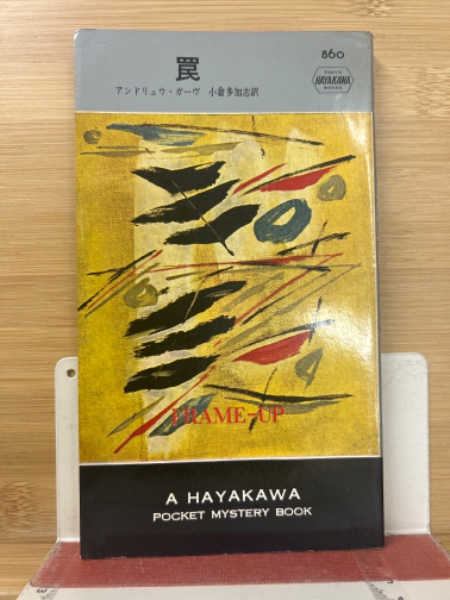 罠
860
TOKYO
HAYAKAWA
BOOKS
アンドリュウ・ガーヴ 小倉多加志訳
FRAME-UP
A HAYAKAWA
POCKET MYSTERY BOOK